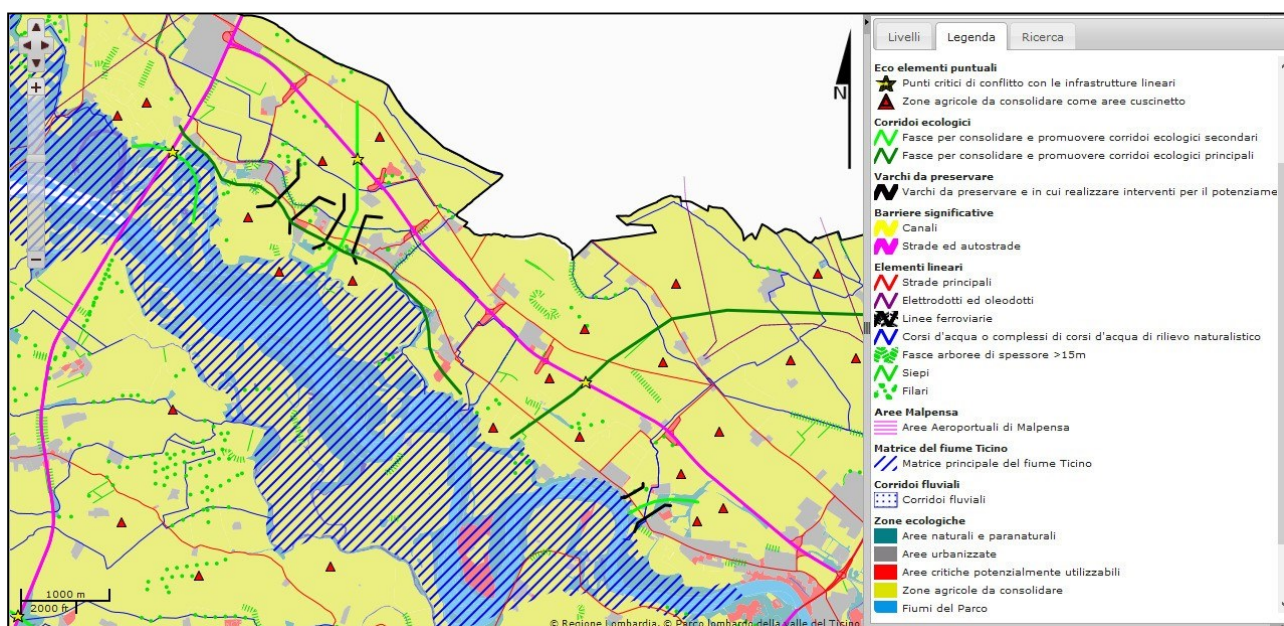 N
1000 m
2000 ft
© Regione Lombardia, © Parco lombardo della valle del Ticino
Livelli
Legenda
Ricerca
Eco elementi puntuali
Punti critici di conflitto con le infrastrutture lineari
Zone agricole da consolidare come aree cuscinetto
Corridoi ecologici
Fasce per consolidare e promuovere corridoi ecologici secondari
Fasce per consolidare e promuovere corridoi ecologici principali
Varchi da preservare
Varchi da preservare e in cui realizzare interventi per il potenziame
Barriere significative
Canali
Strade ed autostrade
Elementi lineari
Strade principali
Elettrodotti ed oleodotti
Linee ferroviarie
Corsi d'acqua o complessi di corsi d'acqua di rilievo naturalistico
Fasce arboree di spessore >15m
Siepi
Filari
Aree Malpensa
Aree Aeroportuali di Malpensa
Matrice del fiume Ticino
Matrice principale del fiume Ticino
Corridoi fluviali
Corridoi fluviali
Zone ecologiche
Aree naturali e paranaturali
Aree urbanizzate
Aree critiche potenzialmente utilizzabili
Zone agricole da consolidare
Fiumi del Parco